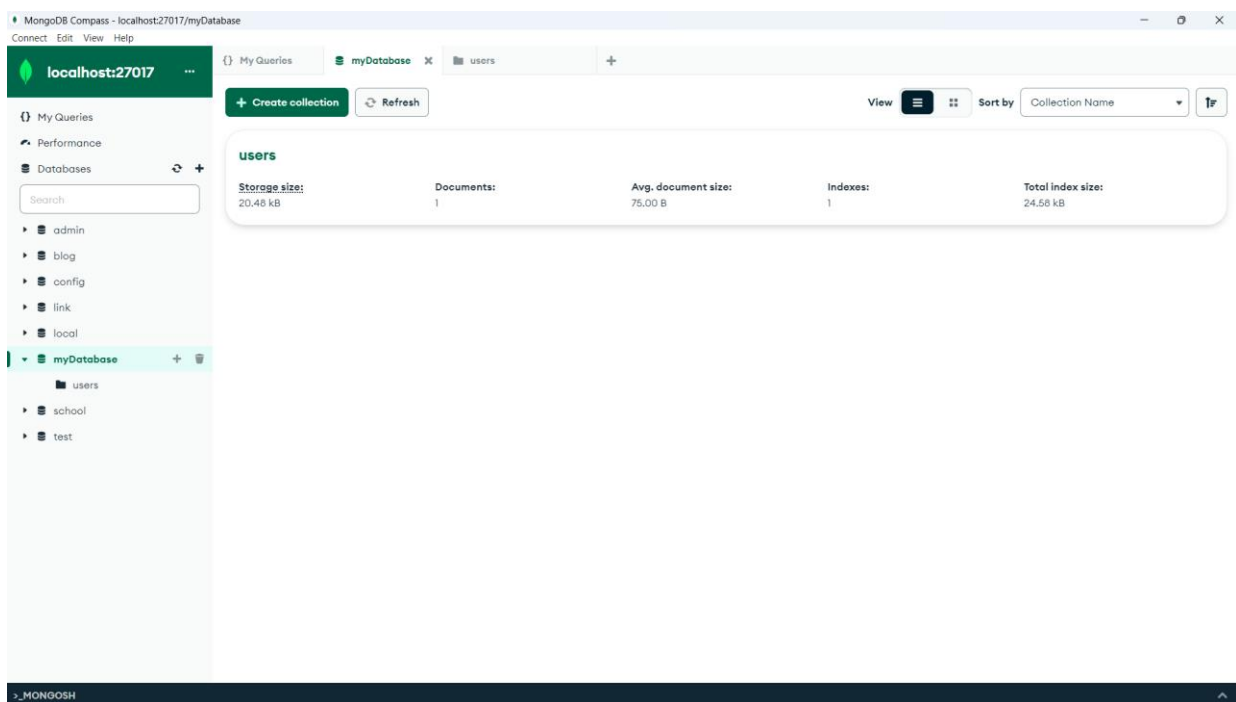 MongoDB Compass - localhost:27017/myDatabase
Connect Edit View Help
localhost:27017 ...
{} My Queries
myDatabase
users
+ Create collection
Refresh
View
Sort by
Collection Name
{} My Queries
Performance
Databases
Search
admin
blog
config
link
local
myDatabase
users
school
test
users
Storage size: Documents: Avg. document size: Indexes: Total index size:
20.48 kB 1 75.00 B 1 24.58 kB
>_MONGOSH